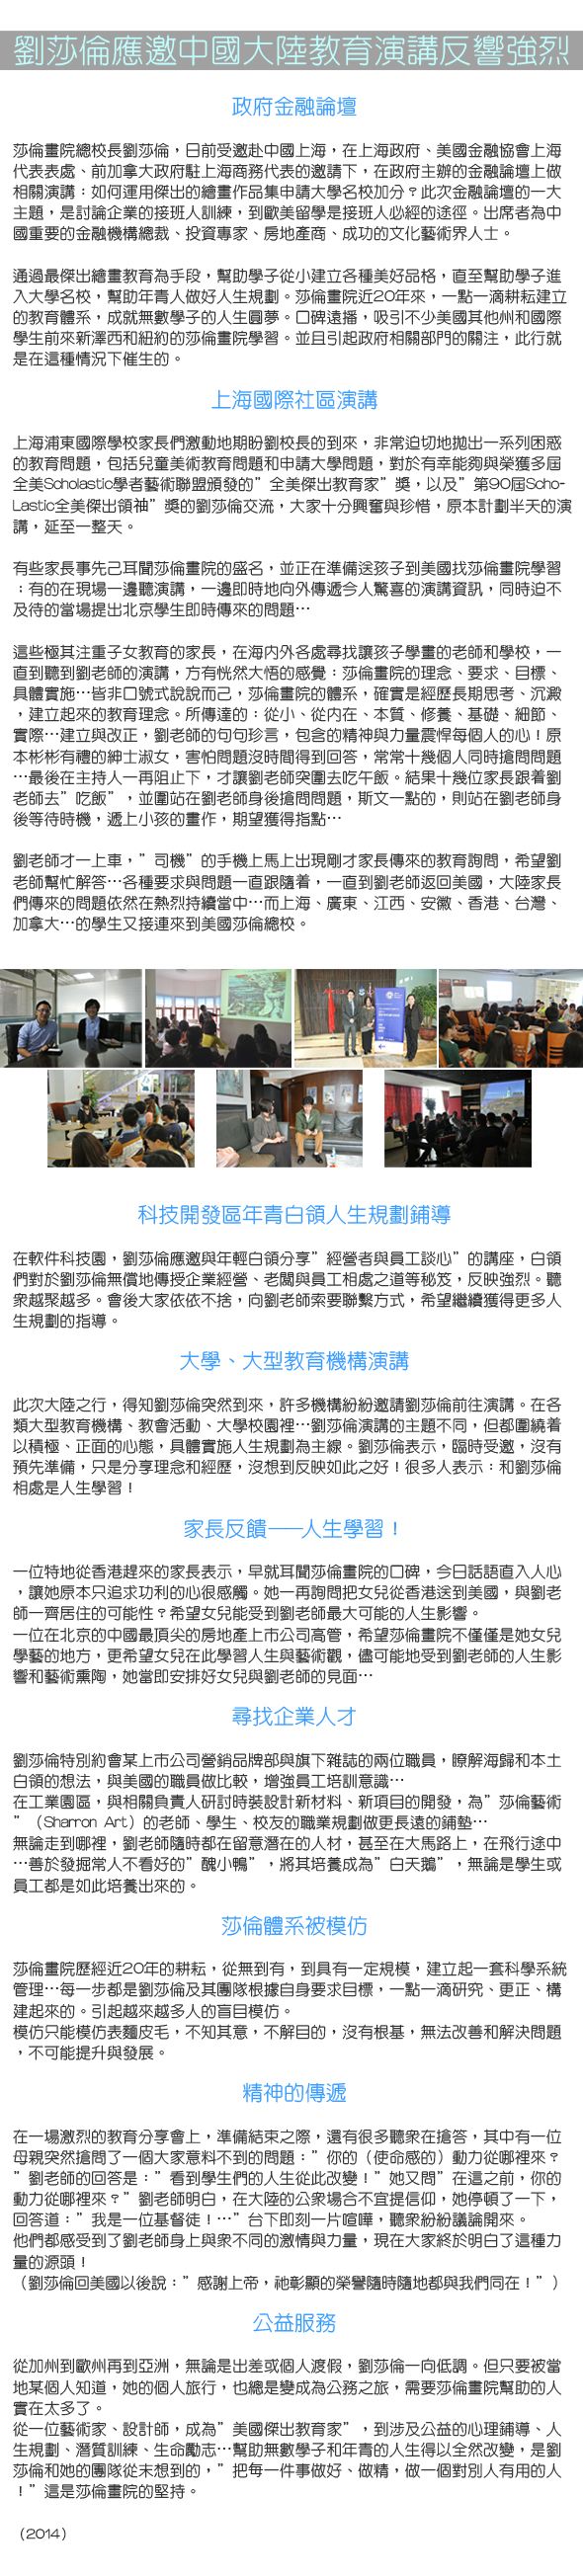 劉莎倫應邀中國大陸教育演講反響強烈
政府金融論壇
莎倫畫院總校長劉莎倫，日前受邀赴中國上海，在上海政府、美國金融協會上海
代表表處、前加拿大政府駐上海商務代表的邀請下，在政府主辦的金融論壇上做
相關演講：如何運用傑出的繪畫作品集申請大學名校加分？此次金融論壇的一大
主題，是討論企業的接班人訓練，到歐美留學是接班人必經的途徑。出席者為中
國重要的金融機構總裁、投資專家、房地產商、成功的文化藝術界人士。
通過最傑出繪畫教育為手段，幫助學子從小建立各種美好品格，直至幫助學子進
入大學名校，幫助年青人做好人生規劃。莎倫畫院近20年來，一點一滴耕耘建立
的教育體系，成就無數學子的人生圓夢。口碑遠播，吸引不少美國其他州和國際
學生前來新澤西和紐約的莎倫畫院學習。並且引起政府相關部門的關注，此行就
是在這種情況下催生的。
上海國際社區演講
上海浦東國際學校家長們激動地期盼劉校長的到來，非常迫切地拋出一系列困惑
的教育問題，包括兒童美術教育問題和申請大學問題，對於有幸能夠與榮獲多屆
全美Scholastic學者藝術聯盟頒發的”全美傑出教育家”獎，以及”第90屆Scho-
Lastic全美傑出領袖”獎的劉莎倫交流，大家十分興奮與珍惜，原本計劃半天的演
講，延至一整天。
有些家長事先己耳聞莎倫畫院的盛名，並正在準備送孩子到美國找莎倫畫院學習
：有的在現場一邊聽演講，一邊即時地向外傳遞令人驚喜的演講資訊，同時迫不
及待的當場提出北京學生即時傳來的問題…
這些極其注重子女教育的家長，在海內外各處尋找讓孩子學畫的老師和學校，一
直到聽到劉老師的演講，方有恍然大悟的感覺：莎倫畫院的理念、要求、目標、
具體實施…皆非口號式說說而己，莎倫畫院的體系，確實是經歷長期思考、沉澱
，建立起來的教育理念。所傳達的：從小、從內在、本質、修養、基礎、細節、
實際…建立與改正，劉老師的句句珍言，包含的精神與力量震悍每個人的心！原
本彬彬有禮的紳士淑女，害怕問題沒時間得到回答，常常十幾個人同時搶問問題
…最後在主持人一再阻止下，才讓劉老師突圍去吃午飯。結果十幾位家長跟着劉
老師去”吃飯”，並圍站在劉老師身後搶問問題，斯文一點的，則站在劉老師身
後等待時機，遞上小孩的畫作，期望獲得指點…
劉老師才一上車，”司機”的手機上馬上出現剛才家長傳來的教育詢問，希望劉
老師幫忙解答…各種要求與問題一直跟隨着，一直到劉老師返回美國，大陸家長
們傳來的問題依然在熱烈持續當中…而上海、廣東、江西、安徽、香港、台灣、
加拿大…的學生又接連來到美國莎倫總校。
科技開發區年青白領人生規劃鋪導
在軟件科技園，劉莎倫應邀與年輕白領分享”經營者與員工談心”的講座，白領
們對於劉莎倫無償地傳授企業經營、老闆與員工相處之道等秘笈，反映強烈。聽
衆越聚越多。會後大家依依不捨，向劉老師索要聯繫方式，希望繼續獲得更多人
生規劃的指導。
大學、大型教育機構演講
此次大陸之行，得知劉莎倫突然到來，許多機構紛紛邀請劉莎倫前往演講。在各
類大型教育機構、教會活動、大學校園裡…劉莎倫演講的主題不同，但都圍繞着
以積極、正面的心態，具體實施人生規劃為主線。劉莎倫表示，臨時受邀，沒有
預先準備，只是分享理念和經歷，沒想到反映如此之好！很多人表示：和劉莎倫
相處是人生學習！
家長反饋——人生學習！
一位特地從香港趕來的家長表示，早就耳聞莎倫畫院的口碑，今日話語直入人心
，讓她原本只追求功利的心很感觸。她一再詢問把女兒從香港送到美國，與劉老
師一齊居住的可能性？希望女兒能受到劉老師最大可能的人生影響。
一位在北京的中國最頂尖的房地產上市公司高管，希望莎倫畫院不僅僅是她女兒
學藝的地方，更希望女兒在此學習人生與藝術觀，儘可能地受到劉老師的人生影
響和藝術熏陶，她當即安排好女兒與劉老師的見面…
尋找企業人才
劉莎倫特別約會某上市公司營銷品牌部與旗下雜誌的兩位職員，瞭解海歸和本土
白領的想法，與美國的職員做比較，增強員工培訓意識…
在工業園區，與相關負責人研討時裝設計新材料、新項目的開發，為”莎倫藝術
”（Sharron Art）的老師、學生、校友的職業規劃做更長遠的鋪墊…
無論走到哪裡，劉老師隨時都在留意潛在的人材，甚至在大馬路上，在飛行途中
…善於發掘常人不看好的”醜小鴨”，將其培養成為”白天鵝”，無論是學生或
員工都是如此培養出來的。
莎倫體系被模仿
莎倫畫院歷經近20年的耕耘，從無到有，到具有一定規模，建立起一套科學系統
管理…每一步都是劉莎倫及其團隊根據自身要求目標，一點一滴研究、更正、構
建起來的。引起越來越多人的盲目模仿。
模仿只能模仿表麵皮毛，不知其意，不解目的，沒有根基，無法改善和解決問題
，不可能提升與發展。
精神的傳遞
在一場激烈的教育分享會上，準備結束之際，還有很多聽衆在搶答，其中有一位
母親突然搶問了一個大家意料不到的問題：”你的（使命感的）動力從哪裡來？
”劉老師的回答是：”看到學生們的人生從此改變！”她又問”在這之前，你的
動力從哪裡來？”劉老師明白，在大陸的公衆場合不宜提信仰，她停頓了一下，
回答道：”我是一位基督徒！…”台下即刻一片喧嘩，聽衆紛紛議論開來。
他們都感受到了劉老師身上與衆不同的激情與力量，現在大家終於明白了這種力
量的源頭！
（劉莎倫回美國以後說：”感謝上帝，祂彰顯的榮譽隨時隨地都與我們同在！”）
公益服務
從加州到歐州再到亞洲，無論是出差或個人渡假，劉莎倫一向低調。但只要被當
地某個人知道，她的個人旅行，也總是變成為公務之旅，需要莎倫畫院幫助的人
實在太多了。
從一位藝術家、設計師，成為”美國傑出教育家”，到涉及公益的心理鋪導、人
生規劃、潛質訓練、生命勵志…幫助無數學子和年青的人生得以全然改變，是劉
莎倫和她的團隊從末想到的，”把每一件事做好、做精，做一個對別人有用的人
！”這是莎倫畫院的堅持。
（2014）